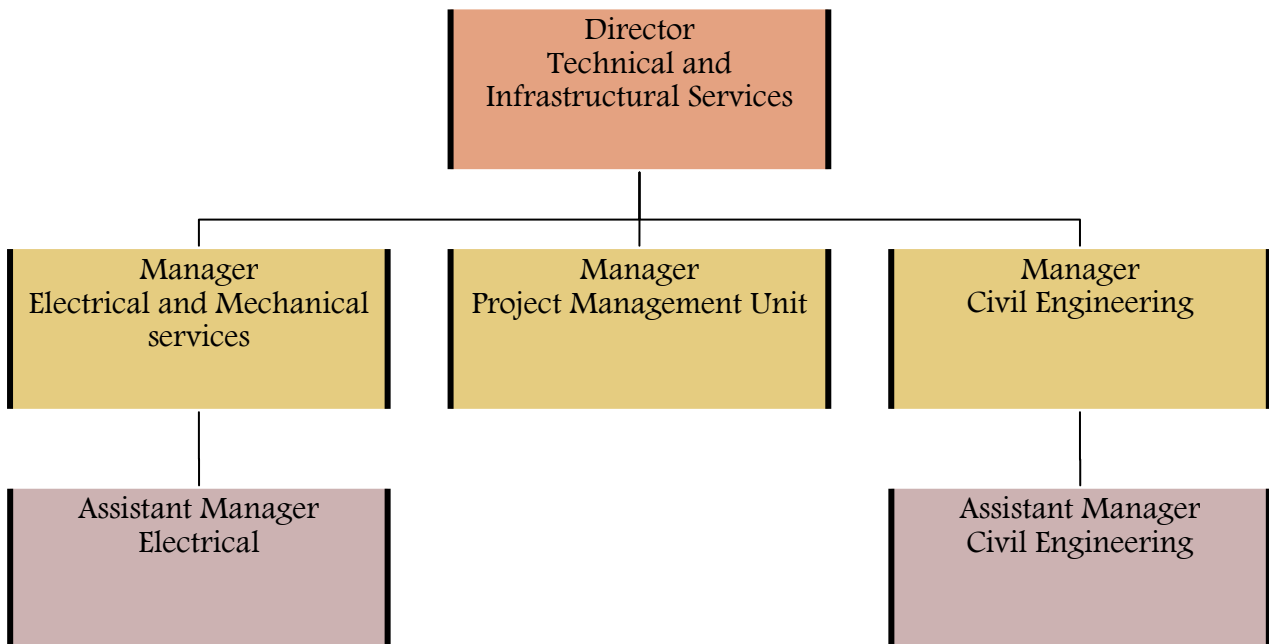 Director
Technical and
Infrastructural Services
Manager
Electrical and Mechanical
services
Manager
Project Management Unit
Manager
Civil Engineering
Assistant Manager
Electrical
Assistant Manager
Civil Engineering